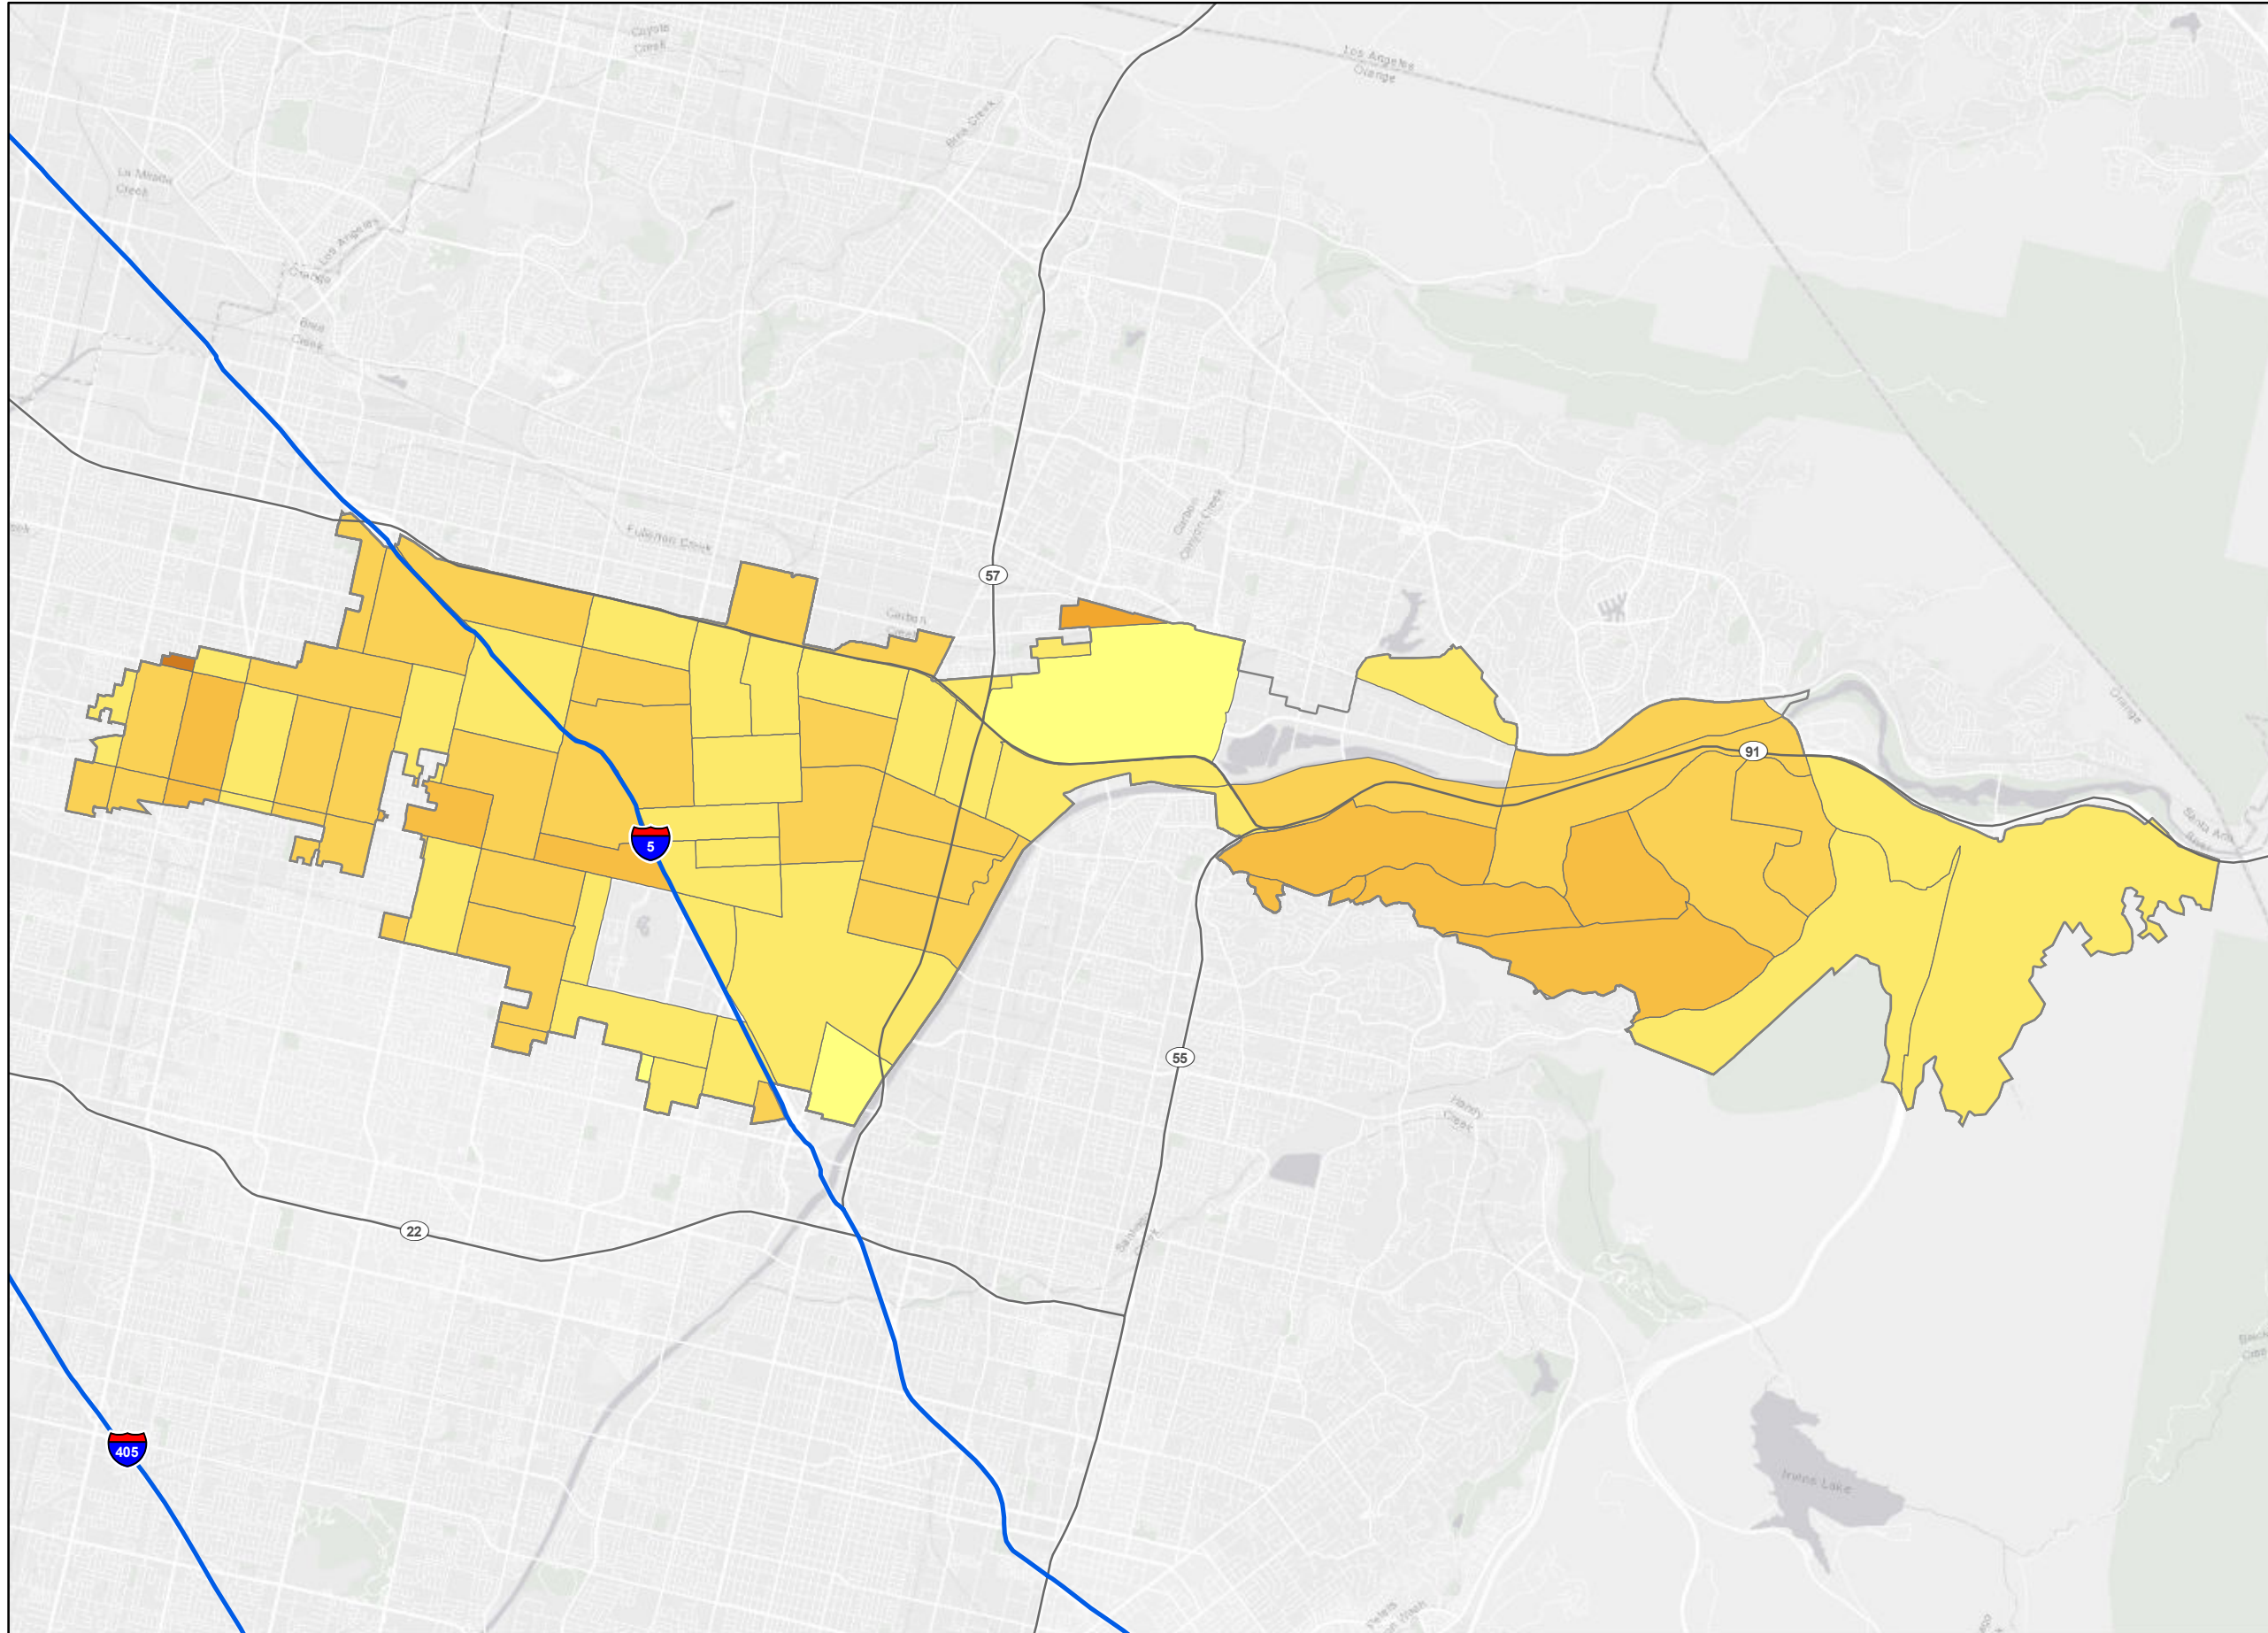 Coyote
Creek
Los Angeles
Orange
Brea Creek
La Mirada
Creek
Los Angeles
Orange
Brea
Creek
Carbon
Canyon Creek
Fullerton Creek
57
Carbon
Creek
Orange
91
Santa Ana
River
5
55
Handy
Creek
22
Santiago
Creek
405
Irvine Lake